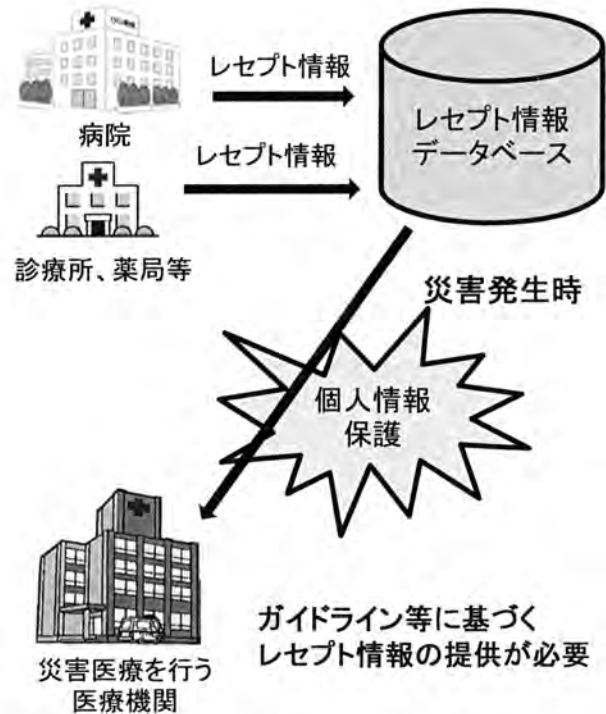 レセプト情報
病院
レセプト情報
データベース
レセプト情報
診療所、薬局等
災害発生時
個人情報
保護
災害医療を行う
医療機関
ガイドライン等に基づく
レセプト情報の提供が必要